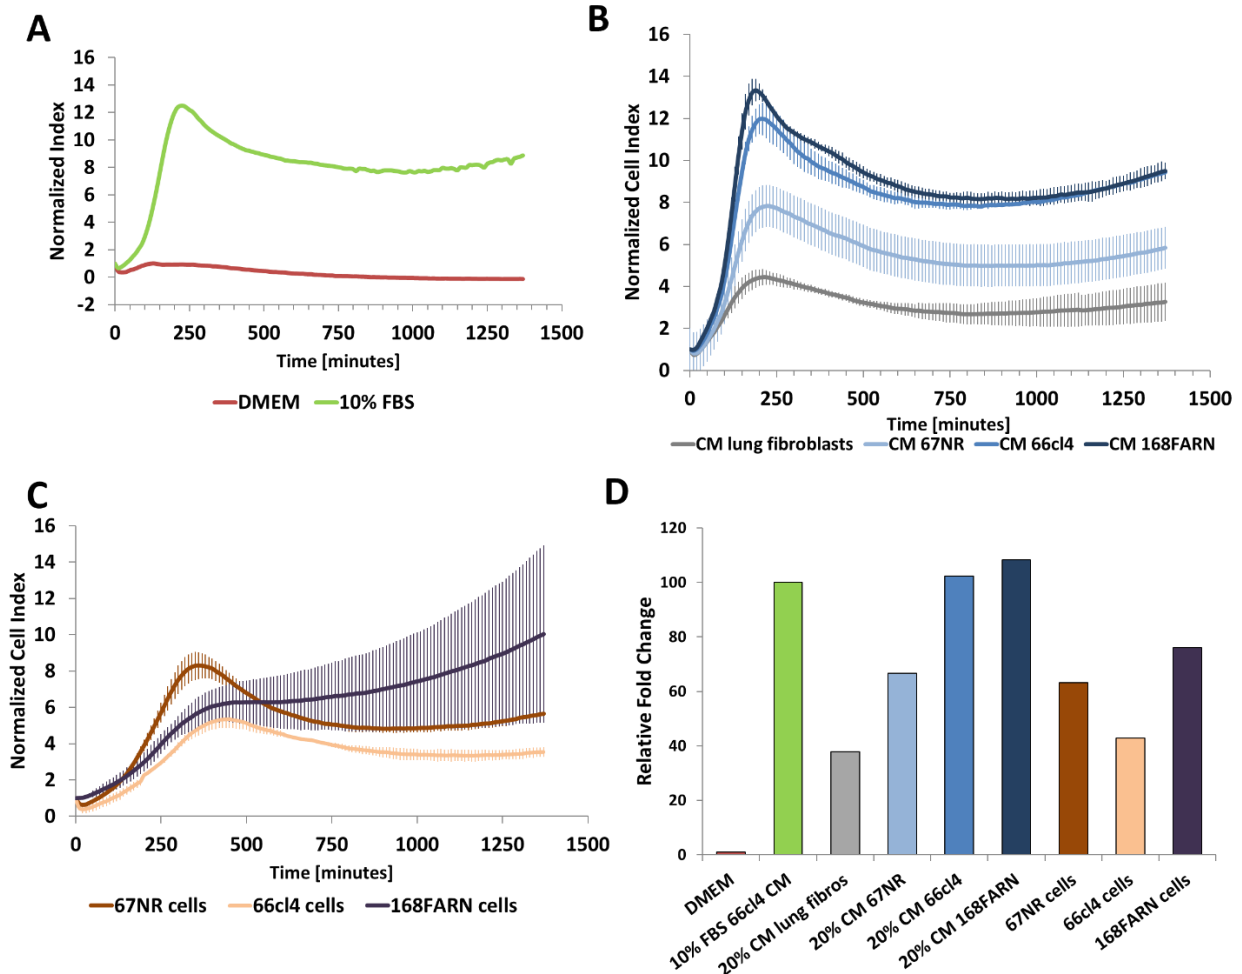 A
Normalized Index
16
14
12
10
8
6
4
2
0
-2
0 250 500 750 1000 1250 1500
Time [minutes]
DMEM 10% FBS
B
Normalized Cell Index
16
14
12
10
8
6
4
2
0
0 250 500 750 1000 1250 1500
Time [minutes]
CM lung fibroblasts CM 67NR CM 66cl4 CM 168FARN
C
Normalized Cell Index
16
14
12
10
8
6
4
2
0
0 250 500 750 1000 1250 1500
Time [minutes]
67NR cells 66cl4 cells 168FARN cells
D
Relative Fold Change
120
100
80
60
40
20
0
DMEM
10% FBS 66cl4 CM
20% CM lung fibros
20% CM 67NR
20% CM 66cl4
20% CM 168FARN
67NR cells
66cl4 cells
168FARN cells